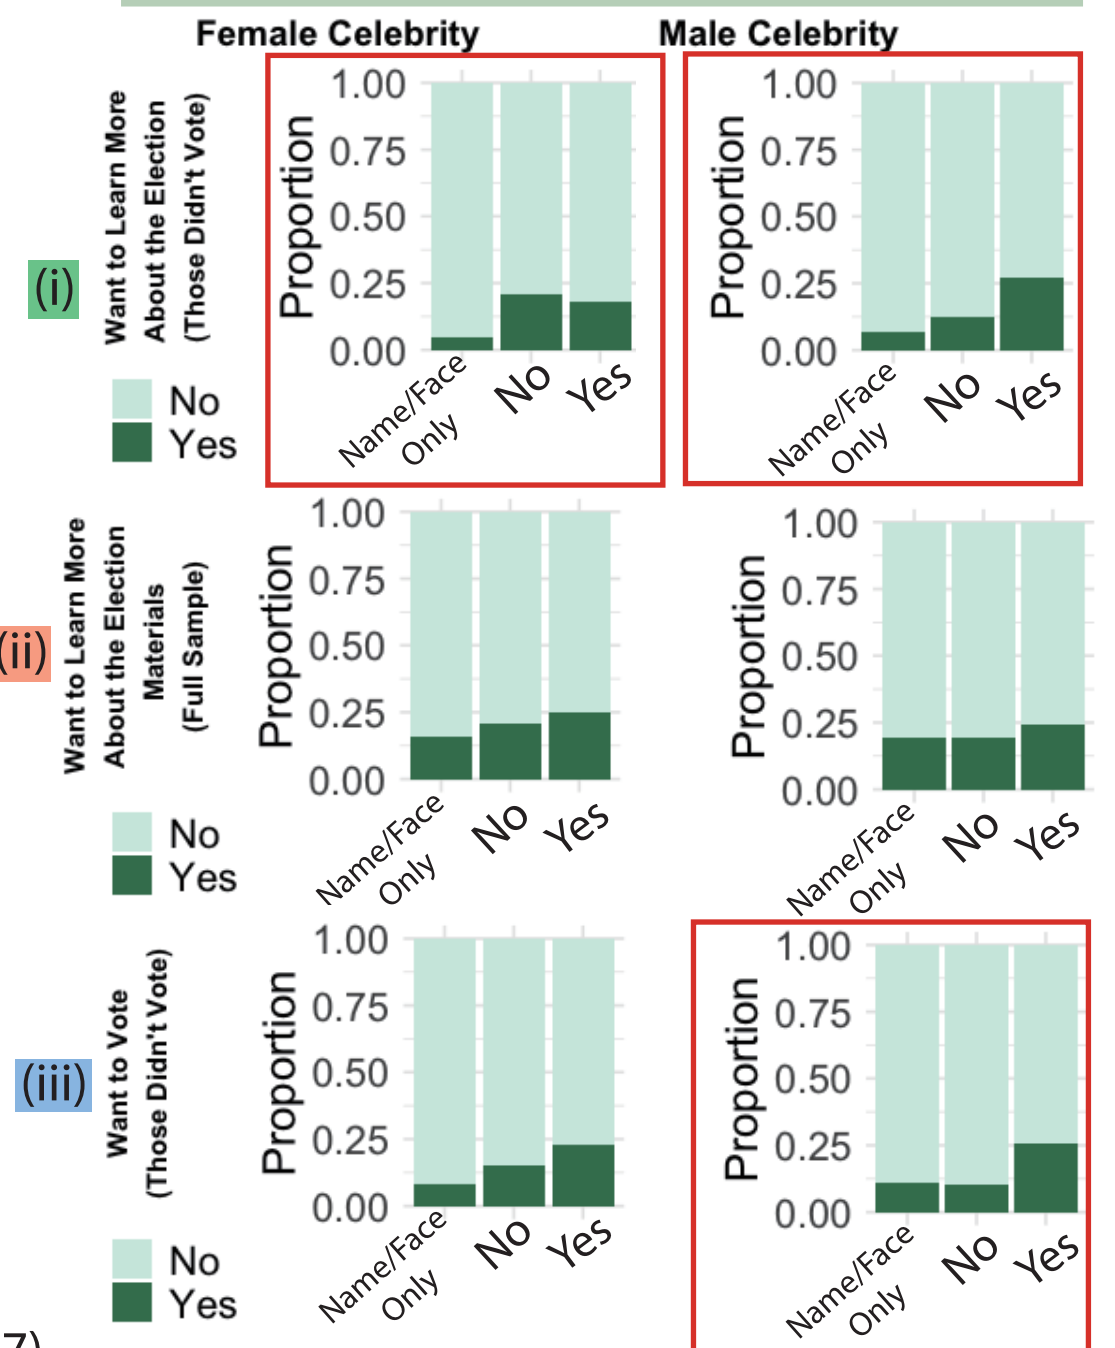 Female Celebrity
Male Celebrity
(i)
Want to Learn More
About the Election
(Those Didn't Vote)
No
Yes
Proportion
1.00
0.75
0.50
0.25
0.00
Name/Face
Only
No
Yes
Proportion
1.00
0.75
0.50
0.25
0.00
Name/Face
Only
No
Yes
(ii)
Want to Learn More
About the Election
Materials
(Full Sample)
No
Yes
Proportion
1.00
0.75
0.50
0.25
0.00
Name/Face
Only
No
Yes
Proportion
1.00
0.75
0.50
0.25
0.00
Name/Face
Only
No
Yes
(iii)
Want to Vote
(Those Didn't Vote)
No
Yes
Proportion
1.00
0.75
0.50
0.25
0.00
Name/Face
Only
No
Yes
Proportion
1.00
0.75
0.50
0.25
0.00
Name/Face
Only
No
Yes
7)